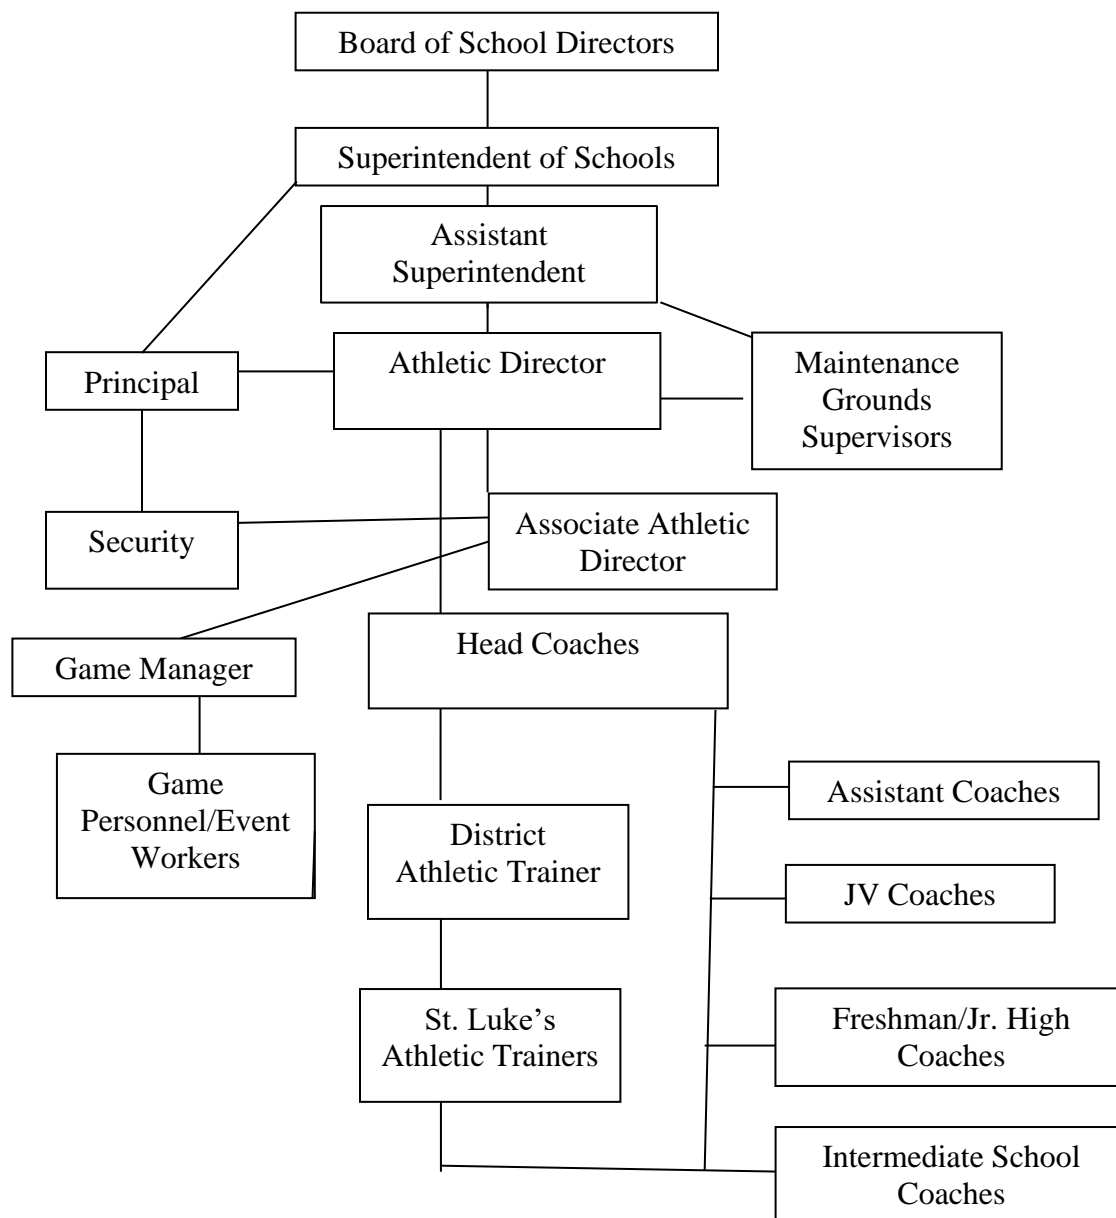 Board of School Directors
Superintendent of Schools
Assistant
Superintendent
Principal
Athletic Director
Maintenance
Grounds
Supervisors
Security
Associate Athletic
Director
Game Manager
Head Coaches
Game
Personnel/Event
Workers
District
Athletic Trainer
Assistant Coaches
JV Coaches
St. Luke’s
Athletic Trainers
Freshman/Jr. High
Coaches
Intermediate School
Coaches